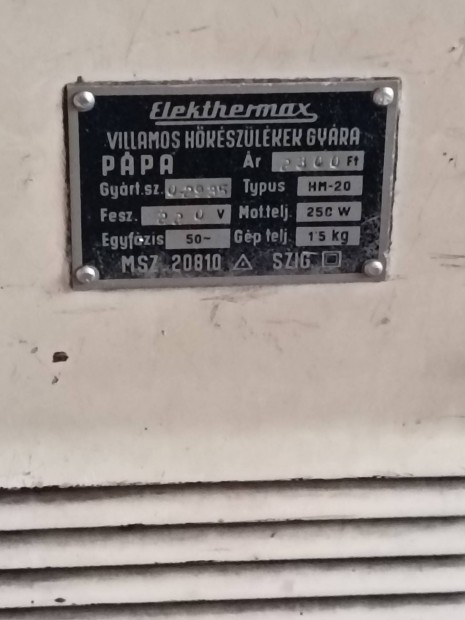 Elekthermax
VILLAMOS HŐKÉSZÜLÉKEK GYÁRA
PÁPA Ár Ft
Gyárt.sz. Typus HM-20
Fesz. 220 V Mot.telj. 250 W
Egyfázis 50~ Gép telj. 15 kg
MSZ 20810 SZIG